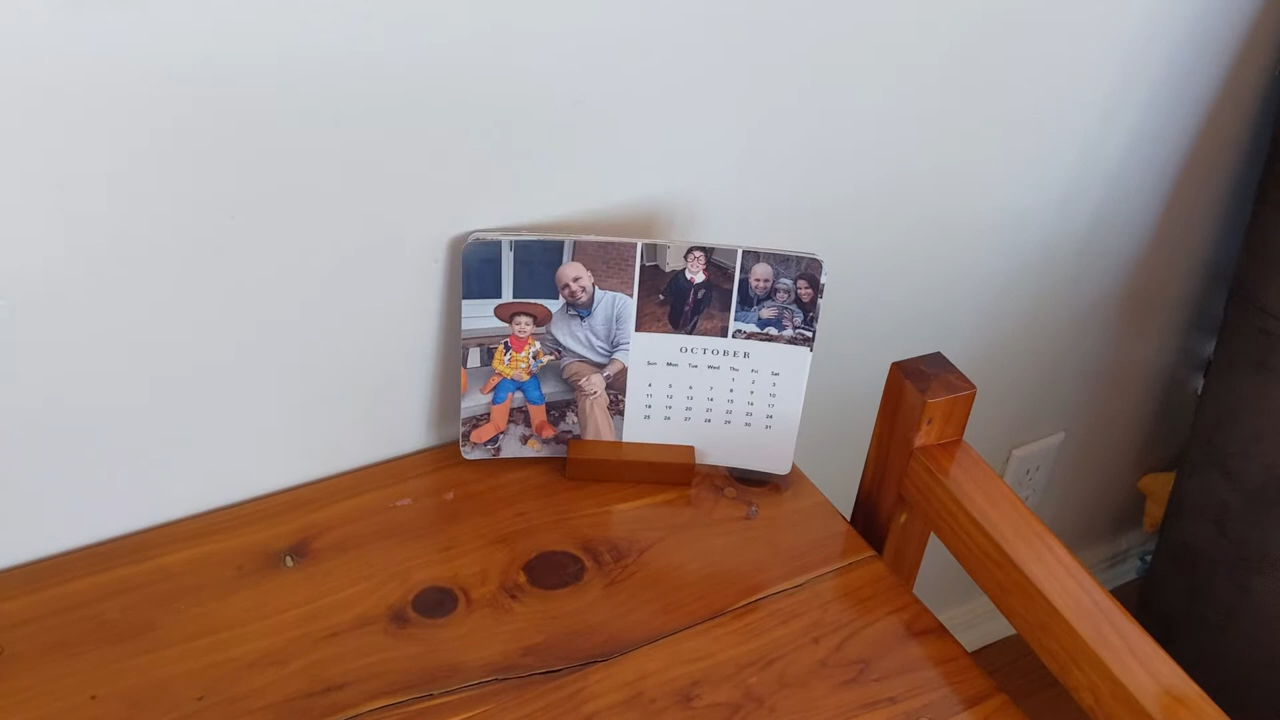 OCTOBER
Sun Mon Tue Wed Thu Fri Sat
1 2 3
4 5 6 7 8 9 10
11 12 13 14 15 16 17
18 19 20 21 22 23 24
25 26 27 28 29 30 31